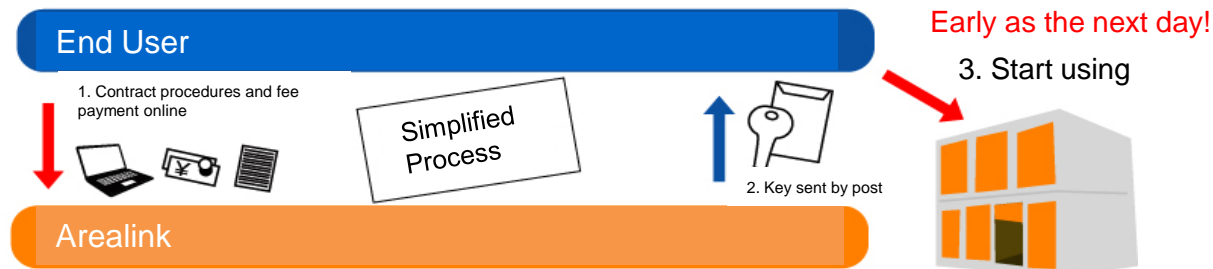 End User
Early as the next day!
3. Start using
1. Contract procedures and fee
payment online
Simplified
Process
¥
2. Key sent by post
Arealink